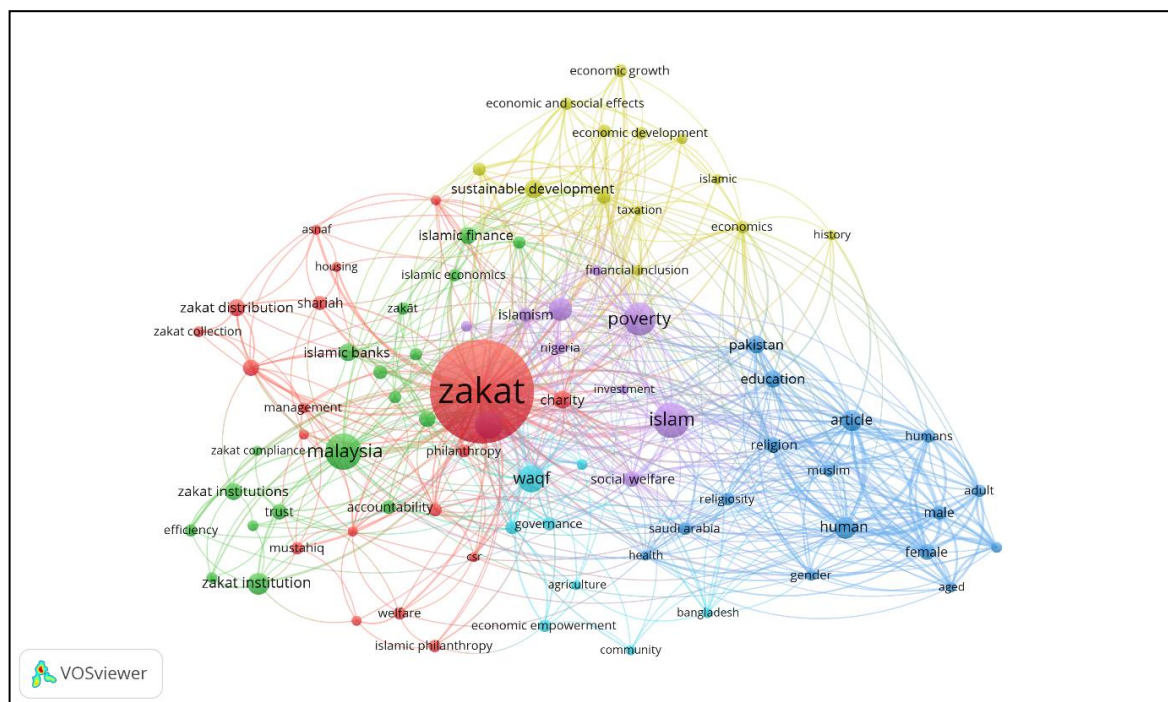 economic growth
economic and social effects
economic development
islamic
sustainable development
taxation
economics
history
asnaf
islamic finance
housing
islamic economics
financial inclusion
zakat distribution
shariah
zakāt
islamism
poverty
zakat collection
nigeria
pakistan
islamic banks
education
zakat
investment
charity
management
islam
article
malaysia
philanthropy
religion
humans
zakat compliance
waqf
social welfare
muslim
zakat institutions
religiosity
adult
trust
accountability
male
efficiency
governance
saudi arabia
human
mustahiq
csr
health
female
zakat institution
agriculture
gender
aged
welfare
economic empowerment
bangladesh
islamic philanthropy
community
VOSviewer